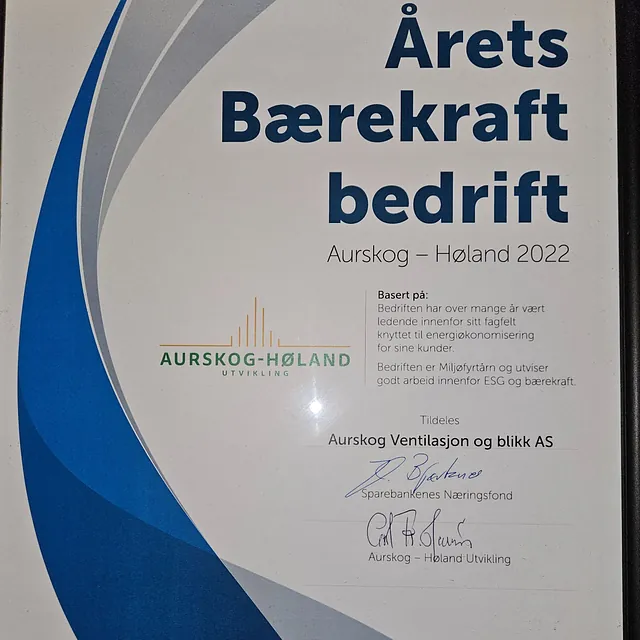 Årets
Bærekraft
bedrift
Aurskog – Høland 2022
AURSKOG-HØLAND
UTVIKLING
Basert på:
Bedriften har over mange år vært
ledende innenfor sitt fagfelt
knyttet til energiøkonomisering
for sine kunder.
Bedriften er Miljøfyrtårn og utviser
godt arbeid innenfor ESG og bærekraft.
Tildeles
Aurskog Ventilasjon og blikk AS
Sparebankenes Næringsfond
Aurskog – Høland Utvikling